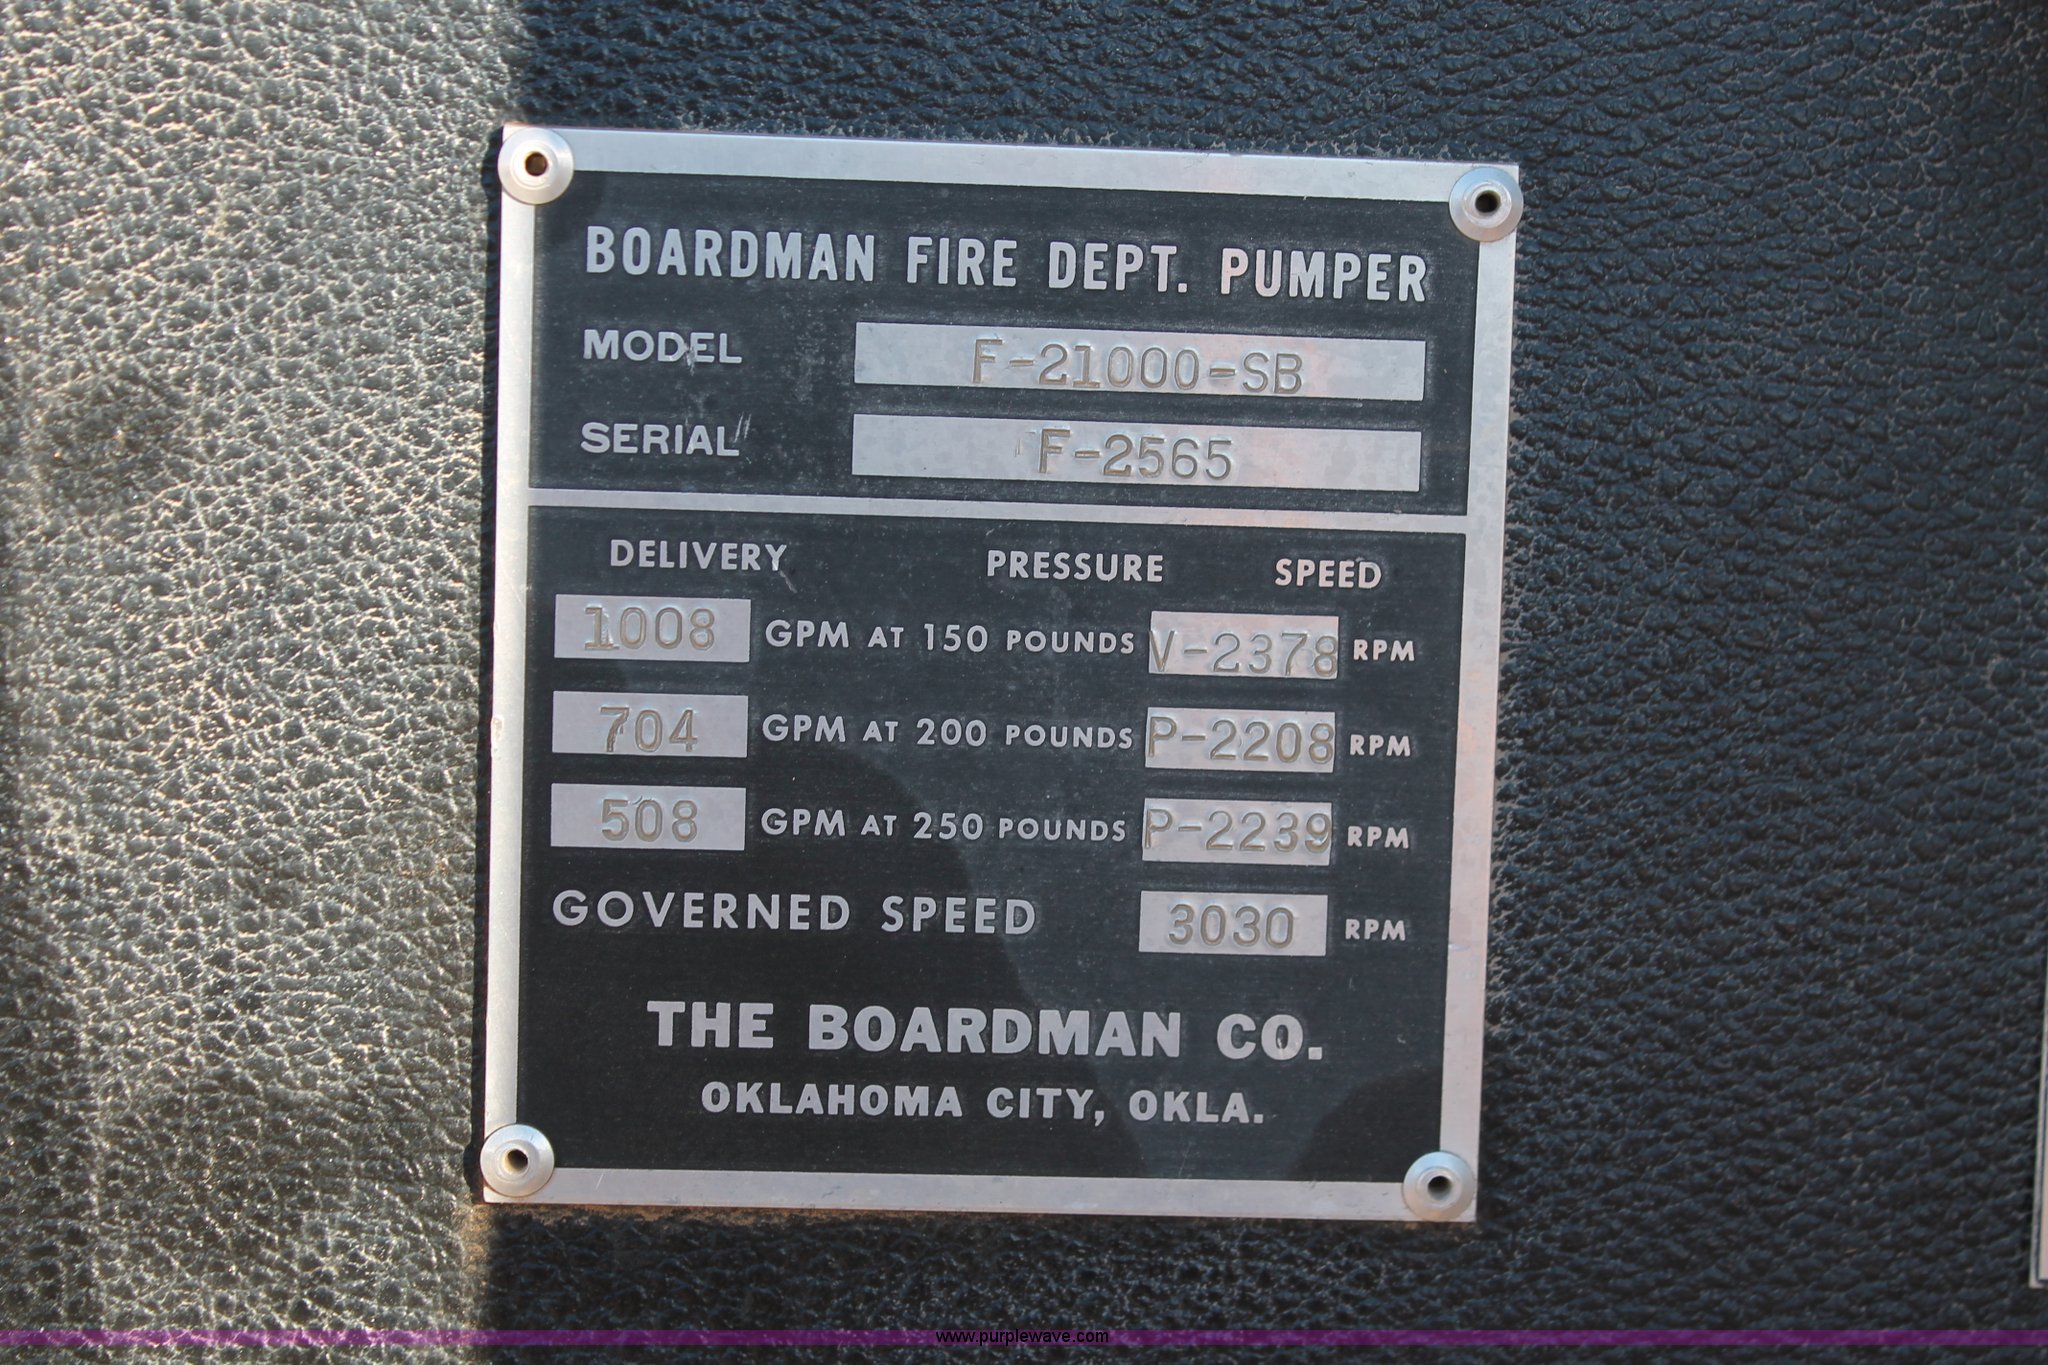 BOARDMAN FIRE DEPT. PUMPER
MODEL F-21000-SB
SERIAL F-2565
DELIVERY PRESSURE SPEED
1008 GPM AT 150 POUNDS V-2378 RPM
704 GPM AT 200 POUNDS P-2208 RPM
508 GPM AT 250 POUNDS P-2239 RPM
GOVERNED SPEED 3030 RPM
THE BOARDMAN CO.
OKLAHOMA CITY, OKLA.
www.purplewave.com